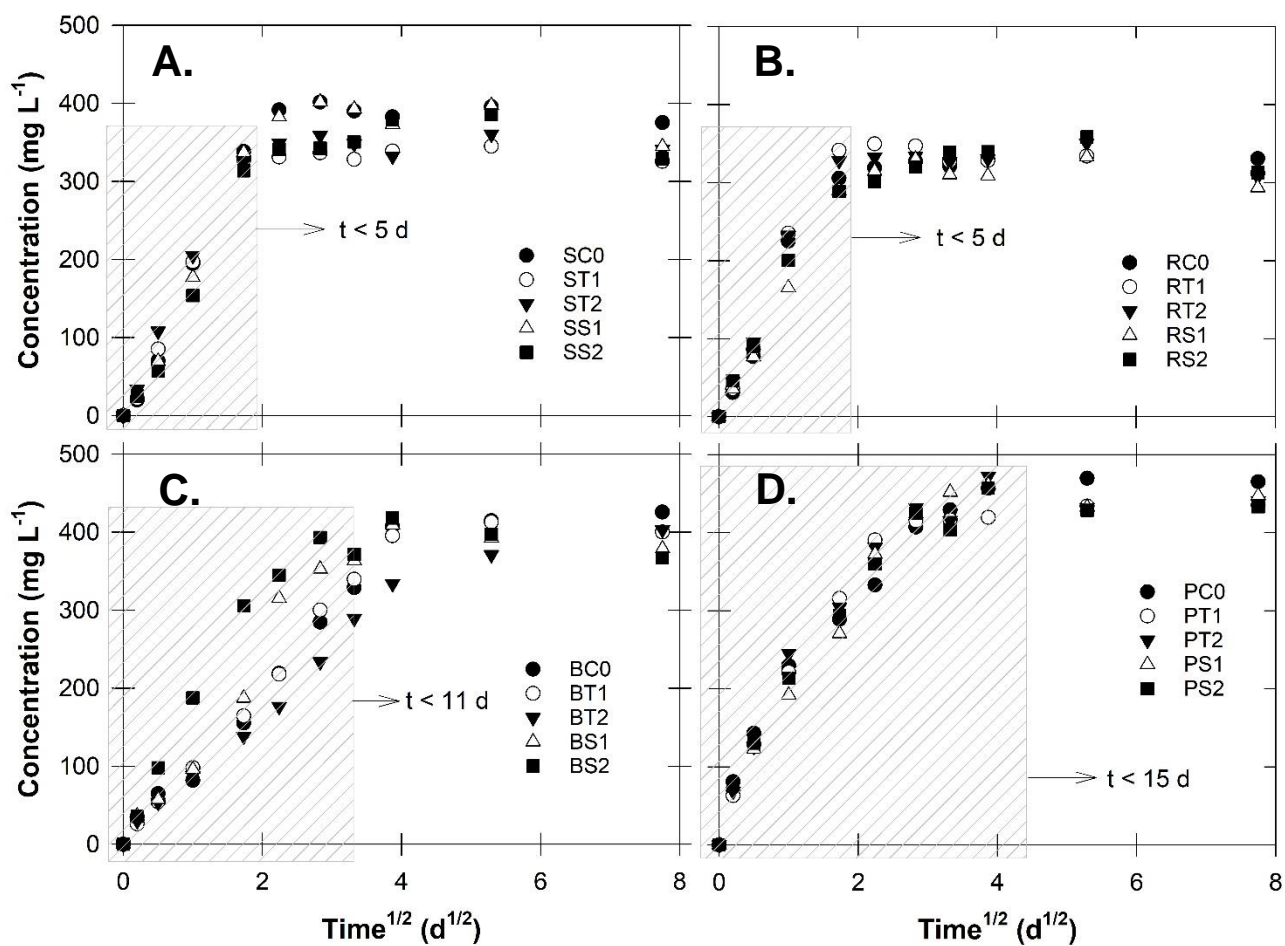 A.
500
400
300
200
100
0
Concentration (mg L-1)
t < 5 d
SC0
ST1
ST2
SS1
SS2
B.
t < 5 d
RC0
RT1
RT2
RS1
RS2
C.
500
400
300
200
100
0
Concentration (mg L-1)
t < 11 d
BC0
BT1
BT2
BS1
BS2
0 2 4 6 8
Time1/2 (d1/2)
D.
PC0
PT1
PT2
PS1
PS2
t < 15 d
0 2 4 6 8
Time1/2 (d1/2)